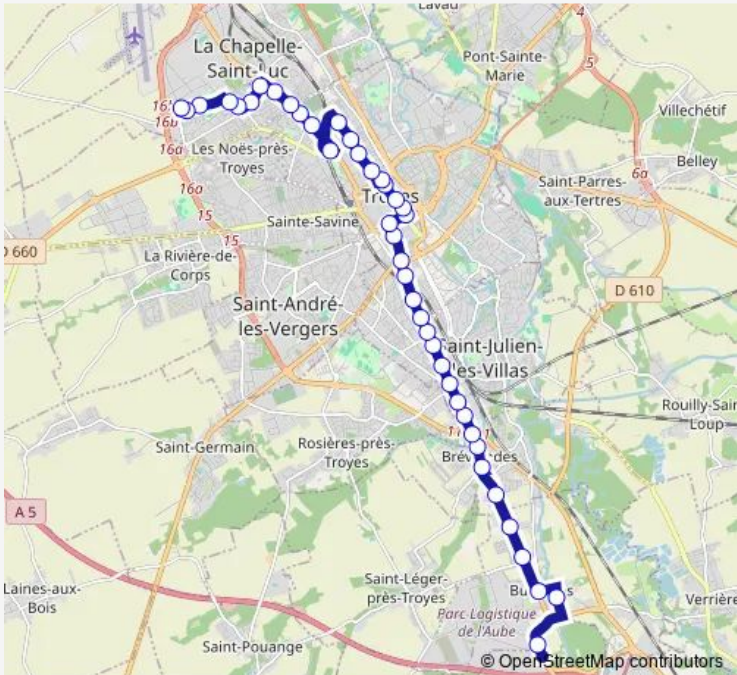 Lavau
4
La Chapelle-
Saint-Luc
Pont-Sainte-
Marie
5
Villechétif
16b
16a
Les Noës-près-
Troyes
6a
Belley
16a
Saint-Parres-
aux-Tertres
15
Sainte-Savine
D 660
15
La Rivière-de-
Corps
D 610
Saint-André-
les-Vergers
Saint-Julien-
les-Villas
Rouilly-Sai
Loup
Saint-Germain
Rosières-près-
Troyes
A 5
Laines-aux-
Bois
Saint-Léger-
près-Troyes
Verrière
Parc Logistique
de l'Aube
Saint-Pouange
© OpenStreetMap contributors